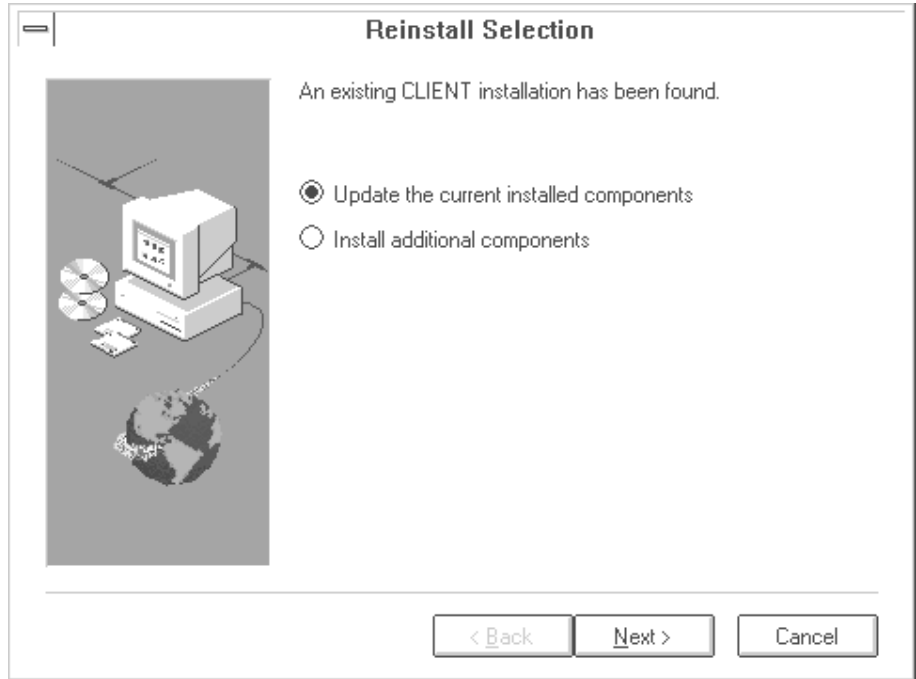 Reinstall Selection
An existing CLIENT installation has been found.
Update the current installed components
Install additional components
< Back
Next >
Cancel